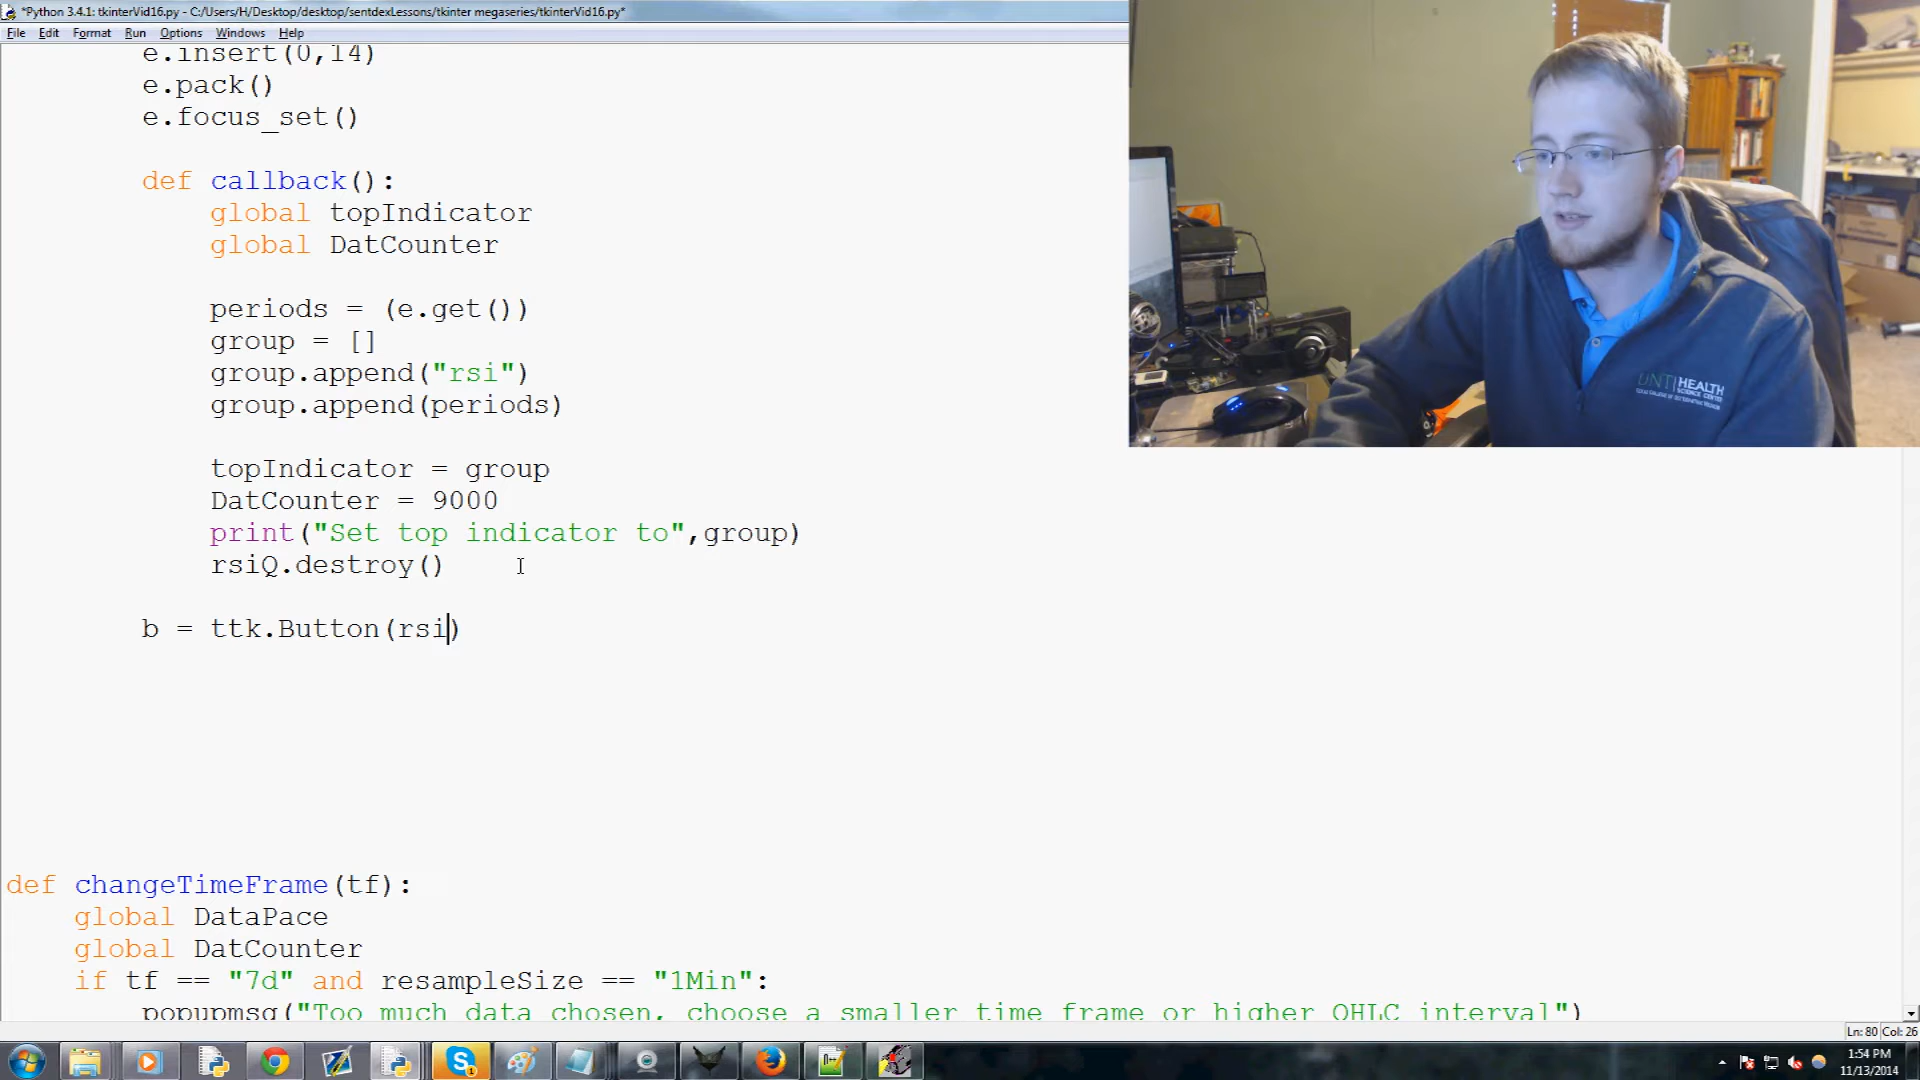 *Python 3.4.1: tkinterVid16.py - C:/Users/H/Desktop/desktop/sentdexLessons/tkinter megaseries/tkinterVid16.py*
File Edit Format Run Options Windows Help
e.insert(0,14)
e.pack()
e.focus_set()
def callback():
global topIndicator
global DatCounter
periods = (e.get())
group = []
group.append("rsi")
group.append(periods)
topIndicator = group
DatCounter = 9000
print("Set top indicator to",group)
rsiQ.destroy()
b = ttk.Button(rsi)
def changeTimeFrame(tf):
global DataPace
global DatCounter
if tf == "7d" and resampleSize == "1Min":
popupmsg("Too much data chosen, choose a smaller time frame or higher OHLC interval")
Ln: 80 Col: 26
1:54 PM
11/13/2014
UNT HEALTH
SCIENCE CENTER